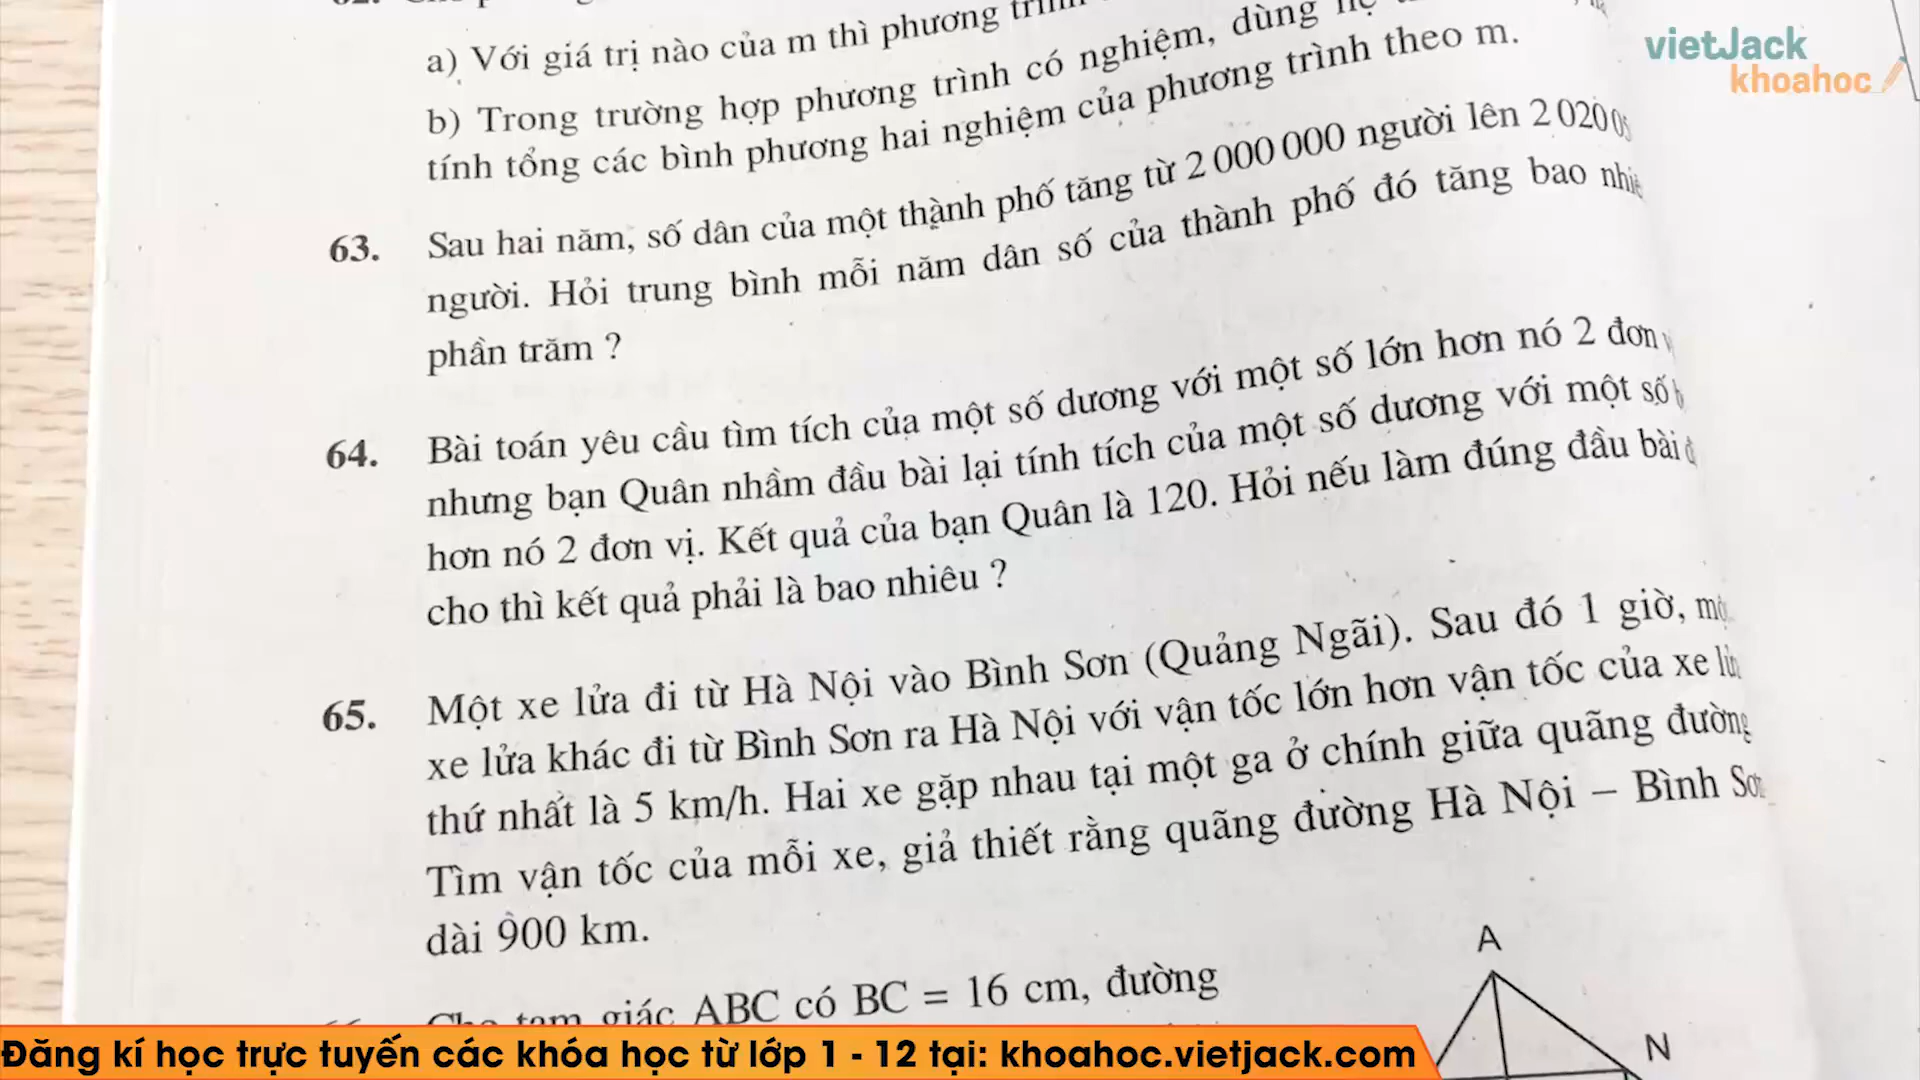 vietJack
khoahoc
a) Với giá trị nào của m thì phương
b) Trong trường hợp phương trình có nghiệm, dùng
tính tổng các bình phương hai nghiệm của phương trình theo m.
63. Sau hai năm, số dân của một thành phố tăng từ 2 000 000 người lên
người. Hỏi trung bình mỗi năm dân số của thành phố đó tăng bao
phần trăm ?
64. Bài toán yêu cầu tìm tích của một số dương với một số lớn hơn nó 2 đơn
nhưng bạn Quân nhầm đầu bài lại tính tích của một số dương với một số
hơn nó 2 đơn vị. Kết quả của bạn Quân là 120. Hỏi nếu làm đúng đầu bài
cho thì kết quả phải là bao nhiêu ?
65. Một xe lửa đi từ Hà Nội vào Bình Sơn (Quảng Ngãi). Sau đó 1 giờ,
xe lửa khác đi từ Bình Sơn ra Hà Nội với vận tốc lớn hơn vận tốc của xe
thứ nhất là 5 km/h. Hai xe gặp nhau tại một ga ở chính giữa quãng đường
Tìm vận tốc của mỗi xe, giả thiết rằng quãng đường Hà Nội – Bình
dài 900 km.
tam giác ABC có BC = 16 cm, đường
A
N
Đăng kí học trực tuyến các khóa học từ lớp 1 - 12 tại: khoahoc.vietjack.com